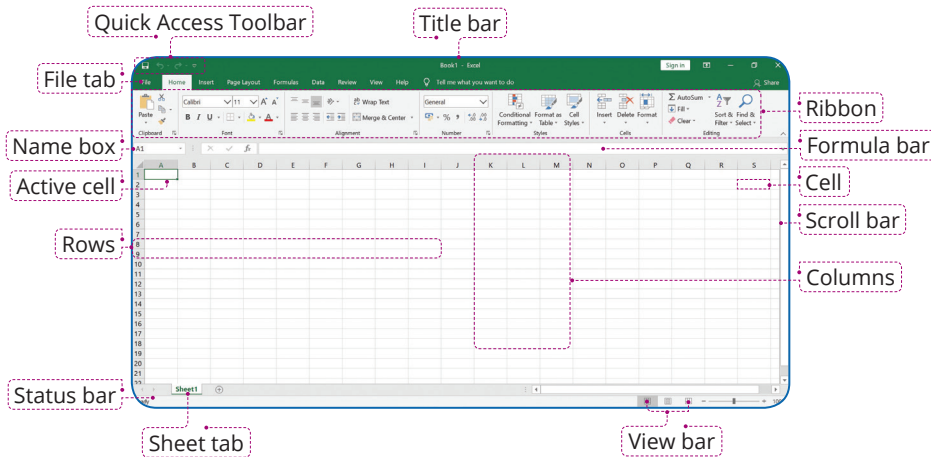 Quick Access Toolbar
Title bar
Book1 - Excel
Sign in
File tab
File Home Insert Page Layout Formulas Data Review View Help Tell me what you want to do
Share
Paste
Calibri 11 A A
Wrap Text
General
Conditional Formatting
Format as Table
Cell Styles
Insert Delete Format
AutoSum
Fill
Clear
Sort & Filter
Find & Select
B I U A
Merge & Center
% ,
Clipboard Font Alignment Number Styles Cells Editing
Ribbon
Name box
A1
fx
Formula bar
A B C D E F G H I J K L M N O P Q R S
Active cell
Cell
Scroll bar
Rows
Columns
1
2
3
4
5
6
7
8
9
10
11
12
13
14
15
16
17
18
19
20
21
22
Sheet1
Status bar
100
Sheet tab
View bar